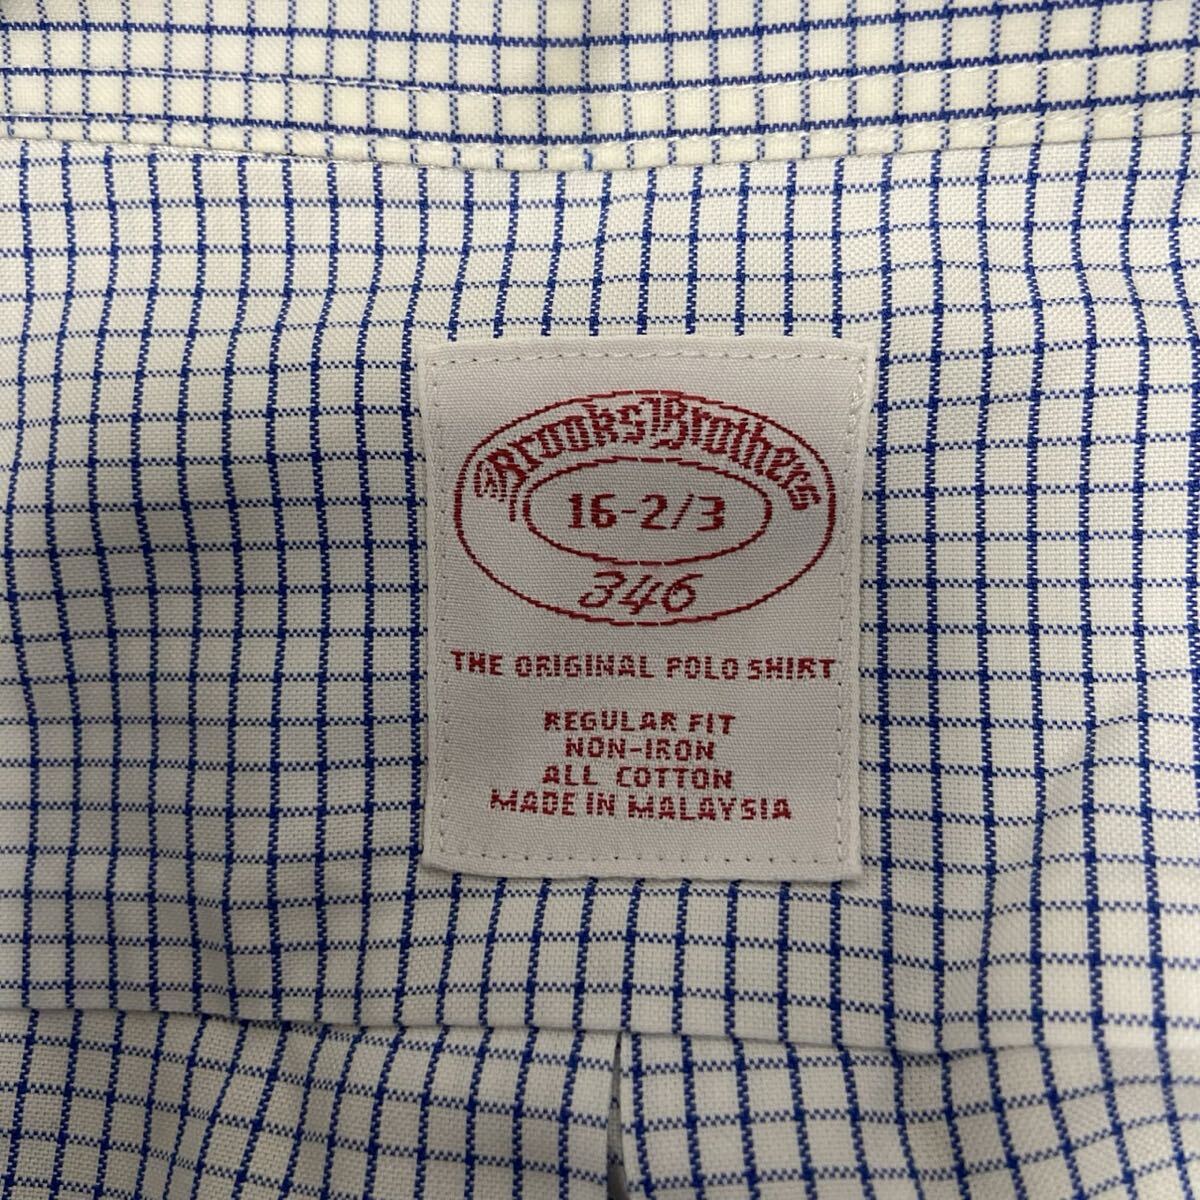 Brooks Brothers
16-2/3
346
THE ORIGINAL POLO SHIRT
REGULAR FIT
NON-IRON
ALL COTTON
MADE IN MALAYSIA